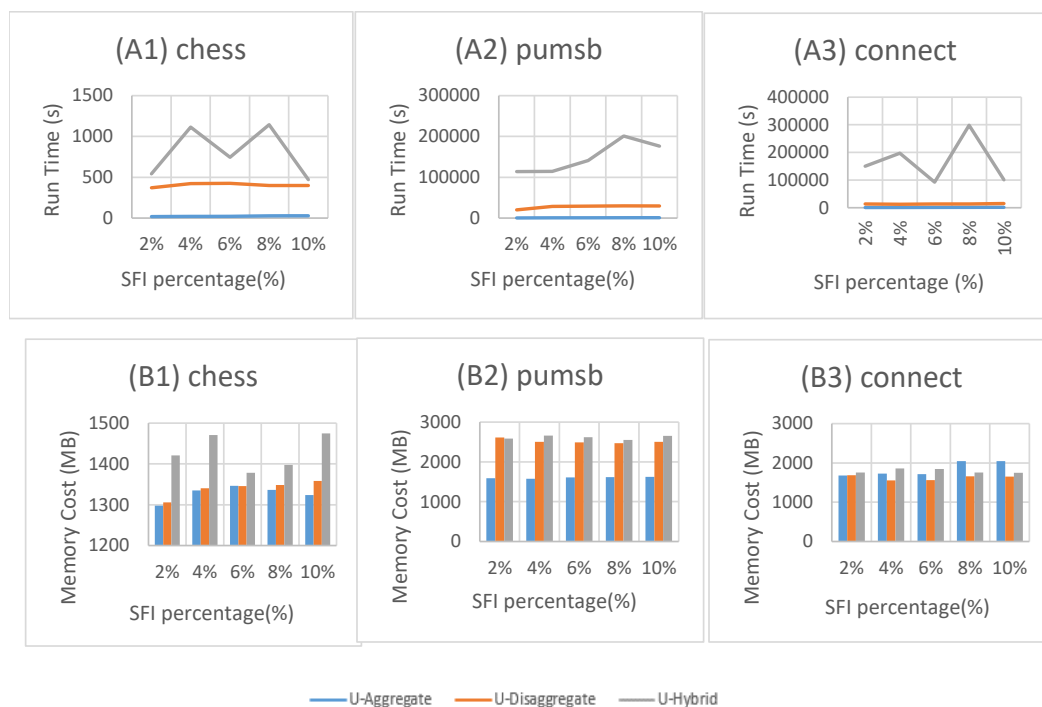 (A1) chess
Run Time (s)
1500
1000
500
0
2% 4% 6% 8% 10%
SFI percentage(%)
(A2) pumsb
Run Time (s)
300000
200000
100000
0
2% 4% 6% 8% 10%
SFI percentage(%)
(A3) connect
Run Time (s)
400000
300000
200000
100000
0
2% 4% 6% 8% 10%
SFI percentage (%)
(B1) chess
Memory Cost (MB)
1500
1400
1300
1200
2% 4% 6% 8% 10%
SFI percentage(%)
(B2) pumsb
Memory Cost (MB)
3000
2000
1000
0
2% 4% 6% 8% 10%
SFI percentage(%)
(B3) connect
Memory Cost (MB)
3000
2000
1000
0
2% 4% 6% 8% 10%
SFI percentage(%)
U-Aggregate U-Disaggregate U-Hybrid